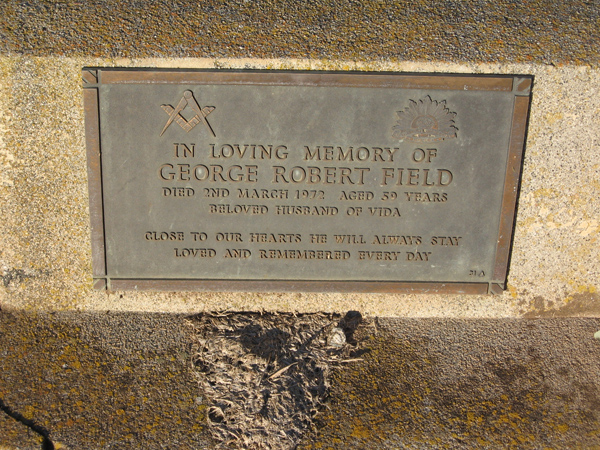 IN LOVING MEMORY OF
GEORGE ROBERT FIELD
DIED 2ND MARCH 1972 AGED 59 YEARS
BELOVED HUSBAND OF VIDA
CLOSE TO OUR HEARTS HE WILL ALWAYS STAY
LOVED AND REMEMBERED EVERY DAY